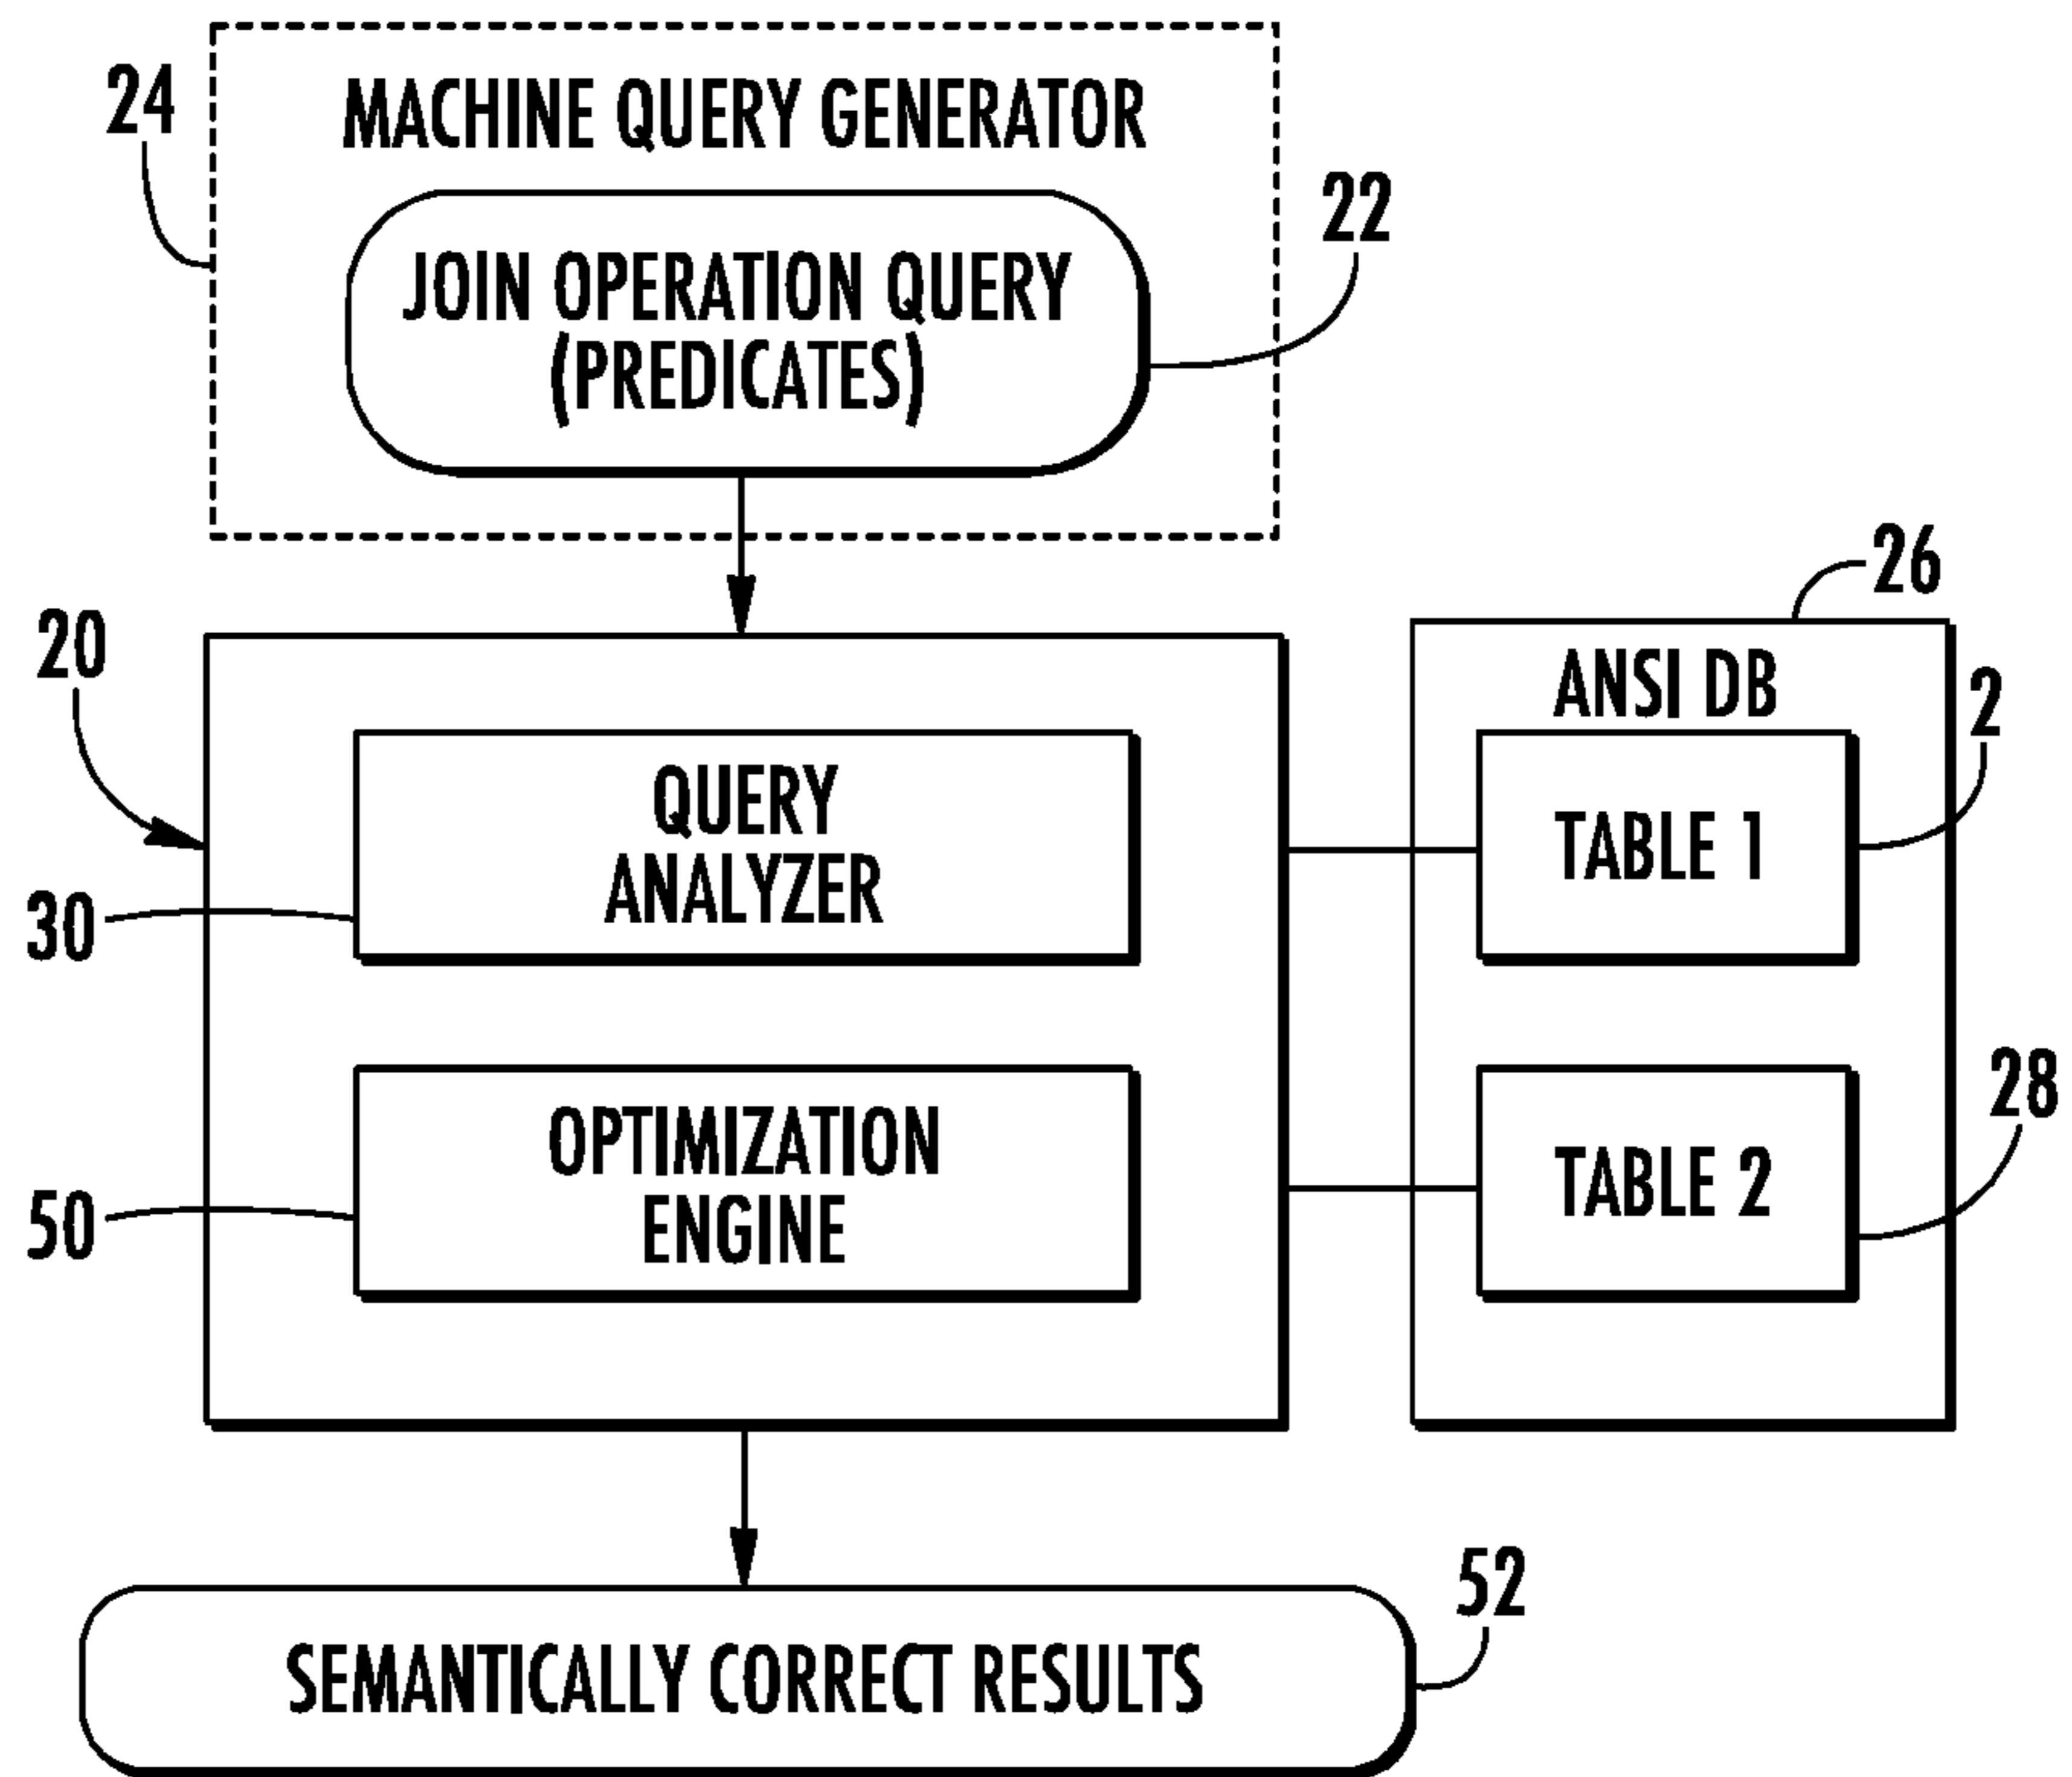 24
MACHINE QUERY GENERATOR
22
JOIN OPERATION QUERY
(PREDICATES)
26
20
ANSI DB
2
QUERY
ANALYZER
TABLE 1
30
28
OPTIMIZATION
ENGINE
TABLE 2
50
52
SEMANTICALLY CORRECT RESULTS